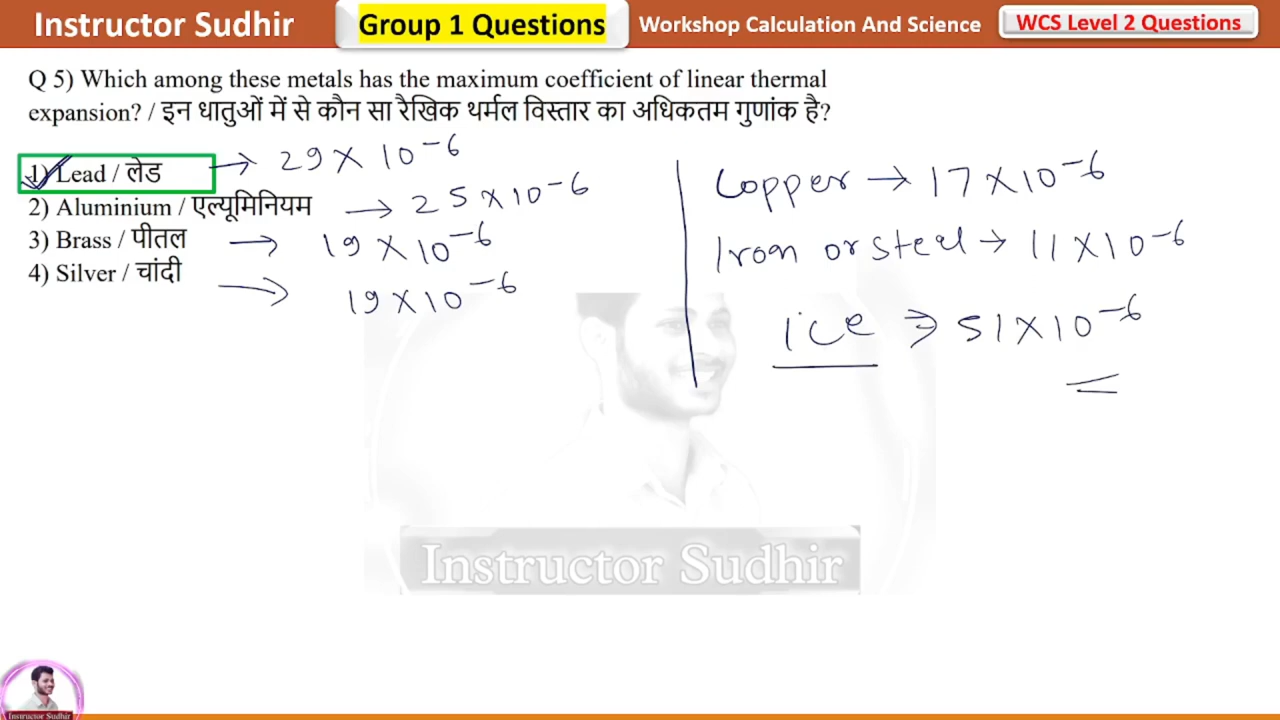 Instructor Sudhir
Group 1 Questions
Workshop Calculation And Science
WCS Level 2 Questions
Q 5) Which among these metals has the maximum coefficient of linear thermal
expansion? / इन धातुओं में से कौन सा रैखिक थर्मल विस्तार का अधिकतम गुणांक है?
1) Lead / लेड → 29 × 10⁻⁶
2) Aluminium / एल्यूमिनियम → 25 × 10⁻⁶
3) Brass / पीतल → 19 × 10⁻⁶
4) Silver / चांदी → 19 × 10⁻⁶
Copper → 17 × 10⁻⁶
Iron or steel → 11 × 10⁻⁶
ice → 51 × 10⁻⁶
Instructor Sudhir
Instructor Sudhir